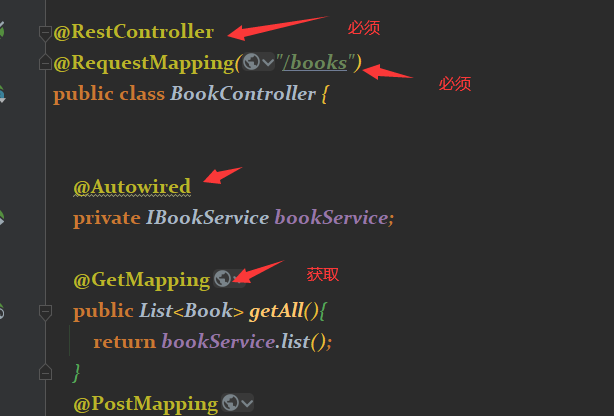 @RestController 必须
@RequestMapping("/books")
必须
public class BookController {
@Autowired
private IBookService bookService;
@GetMapping 获取
public List<Book> getAll(){
return bookService.list();
}
@PostMapping